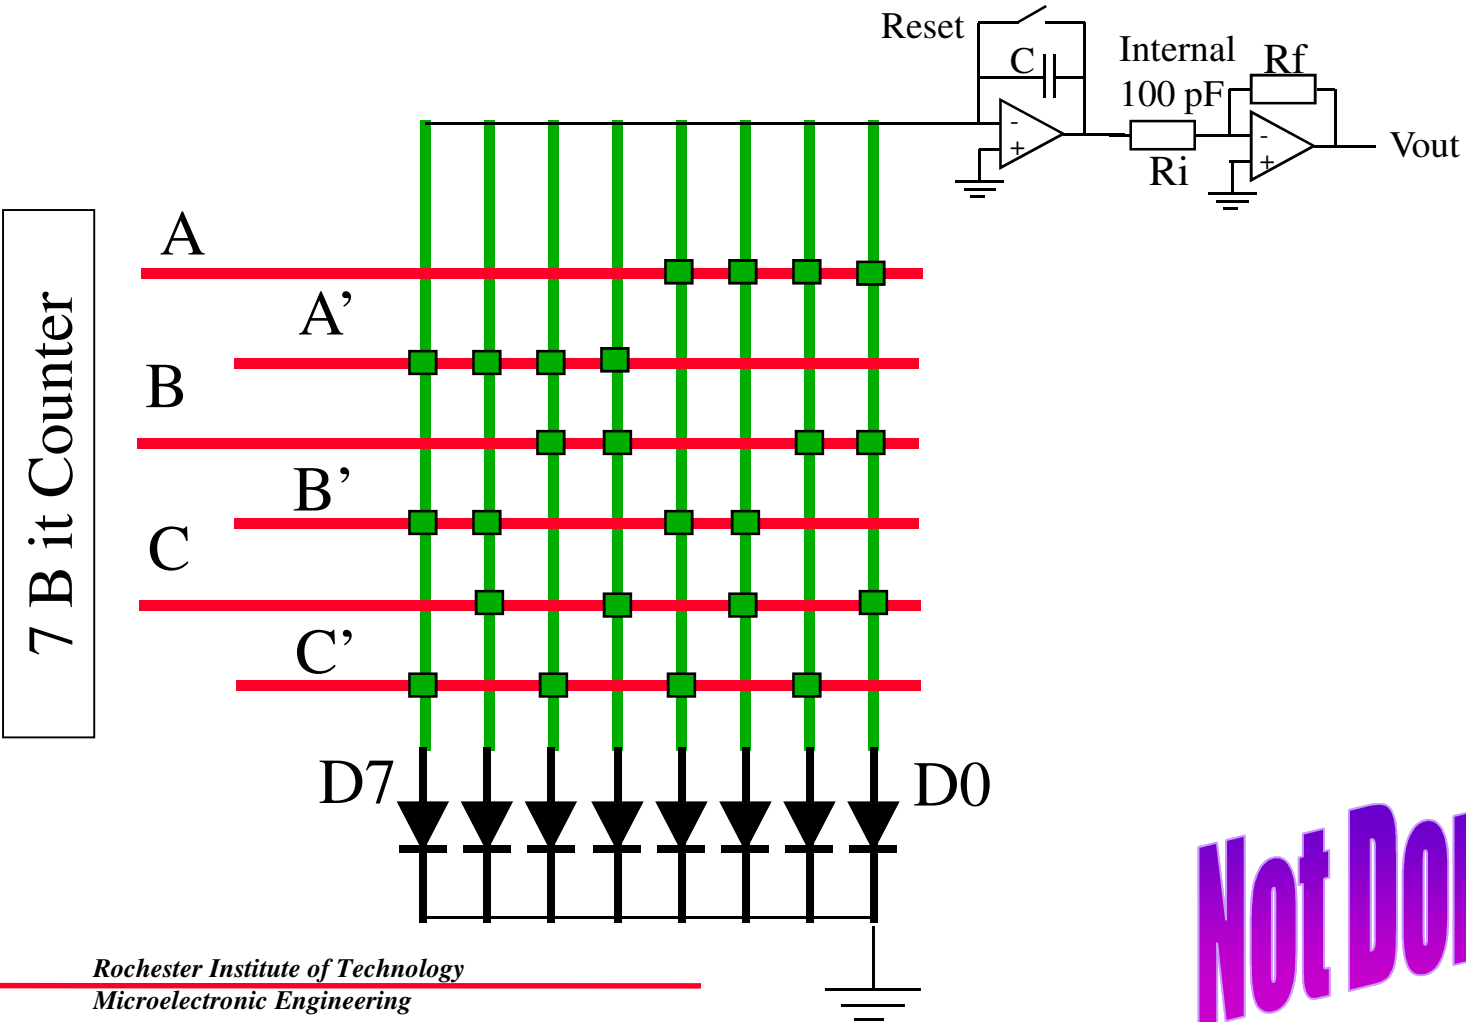 Reset
C
Internal
100 pF
Rf
-
+
Ri
-
+
Vout
7 B it Counter
A
A’
B
B’
C
C’
D7
D0
Rochester Institute of Technology
Microelectronic Engineering
Not